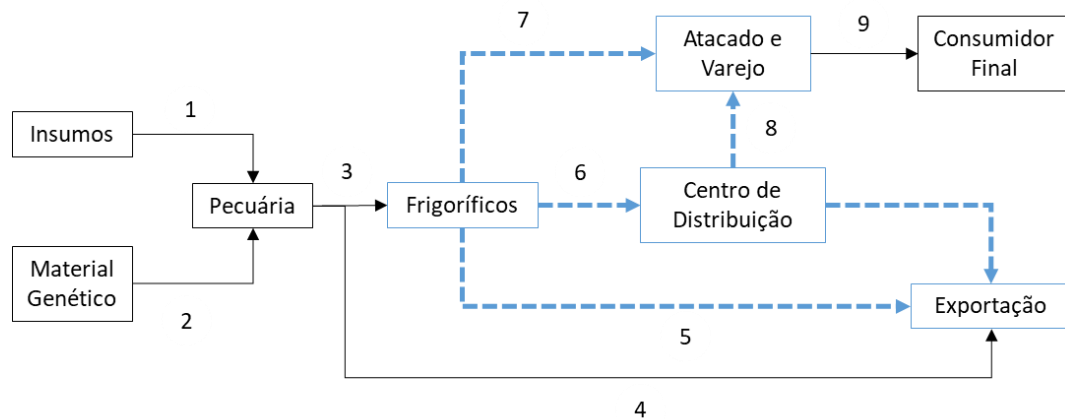 7
Atacado e
Varejo
9
Consumidor
Final
1
Insumos
8
3
6
Pecuária
Frigoríficos
Centro de
Distribuição
Material
Genético
2
Exportação
5
4